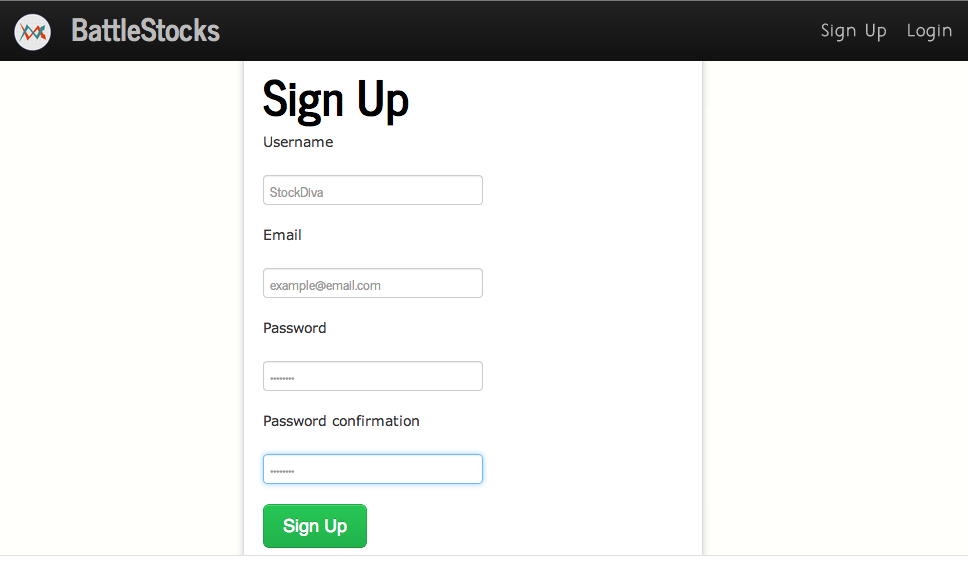 BattleStocks
Sign Up Login
Sign Up
Username
StockDiva
Email
example@email.com
Password
••••••••
Password confirmation
••••••••
Sign Up